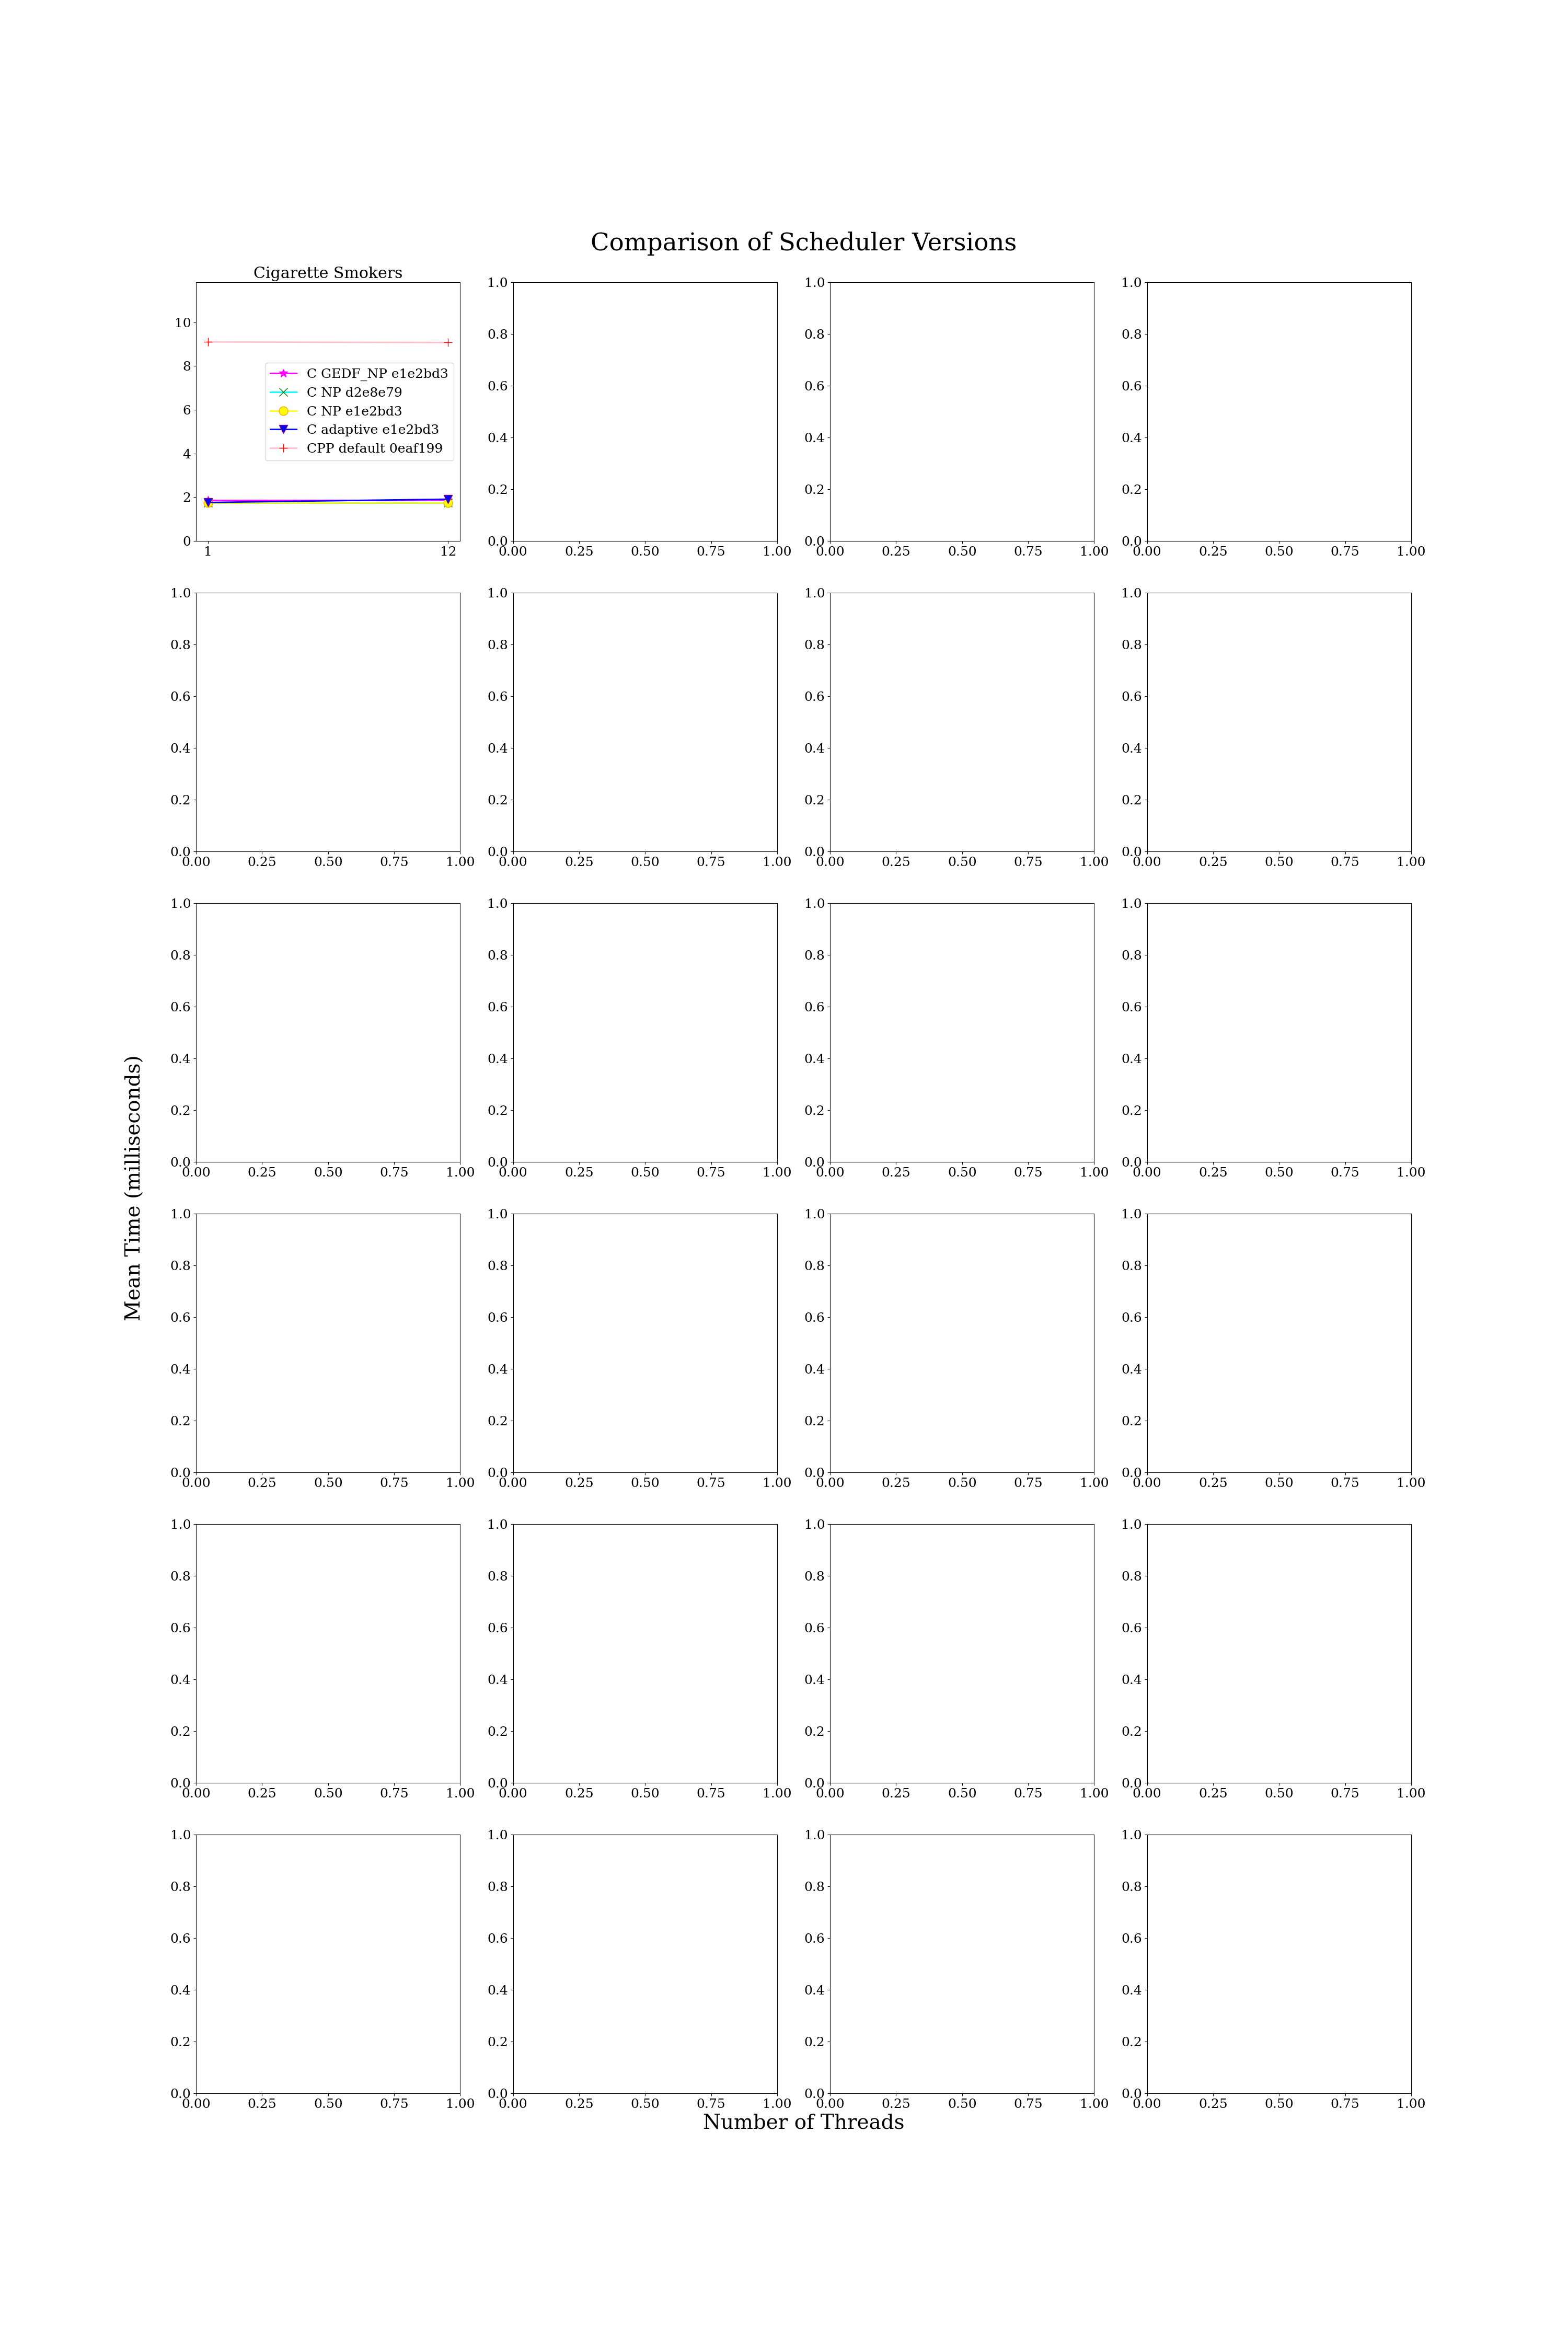 Comparison of Scheduler Versions
Cigarette Smokers
10
8
6
4
2
0
1 12
C GEDF_NP e1e2bd3
C NP d2e8e79
C NP e1e2bd3
C adaptive e1e2bd3
CPP default 0eaf199
1.0 1.0 1.0
0.8 0.8 0.8
0.6 0.6 0.6
0.4 0.4 0.4
0.2 0.2 0.2
0.0 0.0 0.0
0.00 0.25 0.50 0.75 1.00 0.00 0.25 0.50 0.75 1.00 0.00 0.25 0.50 0.75 1.00
1.0 1.0 1.0 1.0
0.8 0.8 0.8 0.8
0.6 0.6 0.6 0.6
0.4 0.4 0.4 0.4
0.2 0.2 0.2 0.2
0.0 0.0 0.0 0.0
0.00 0.25 0.50 0.75 1.00 0.00 0.25 0.50 0.75 1.00 0.00 0.25 0.50 0.75 1.00 0.00 0.25 0.50 0.75 1.00
1.0 1.0 1.0 1.0
0.8 0.8 0.8 0.8
0.6 0.6 0.6 0.6
0.4 0.4 0.4 0.4
0.2 0.2 0.2 0.2
0.0 0.0 0.0 0.0
0.00 0.25 0.50 0.75 1.00 0.00 0.25 0.50 0.75 1.00 0.00 0.25 0.50 0.75 1.00 0.00 0.25 0.50 0.75 1.00
Mean Time (milliseconds)
1.0 1.0 1.0 1.0
0.8 0.8 0.8 0.8
0.6 0.6 0.6 0.6
0.4 0.4 0.4 0.4
0.2 0.2 0.2 0.2
0.0 0.0 0.0 0.0
0.00 0.25 0.50 0.75 1.00 0.00 0.25 0.50 0.75 1.00 0.00 0.25 0.50 0.75 1.00 0.00 0.25 0.50 0.75 1.00
1.0 1.0 1.0 1.0
0.8 0.8 0.8 0.8
0.6 0.6 0.6 0.6
0.4 0.4 0.4 0.4
0.2 0.2 0.2 0.2
0.0 0.0 0.0 0.0
0.00 0.25 0.50 0.75 1.00 0.00 0.25 0.50 0.75 1.00 0.00 0.25 0.50 0.75 1.00 0.00 0.25 0.50 0.75 1.00
1.0 1.0 1.0 1.0
0.8 0.8 0.8 0.8
0.6 0.6 0.6 0.6
0.4 0.4 0.4 0.4
0.2 0.2 0.2 0.2
0.0 0.0 0.0 0.0
0.00 0.25 0.50 0.75 1.00 0.00 0.25 0.50 0.75 1.00 0.00 0.25 0.50 0.75 1.00 0.00 0.25 0.50 0.75 1.00
Number of Threads